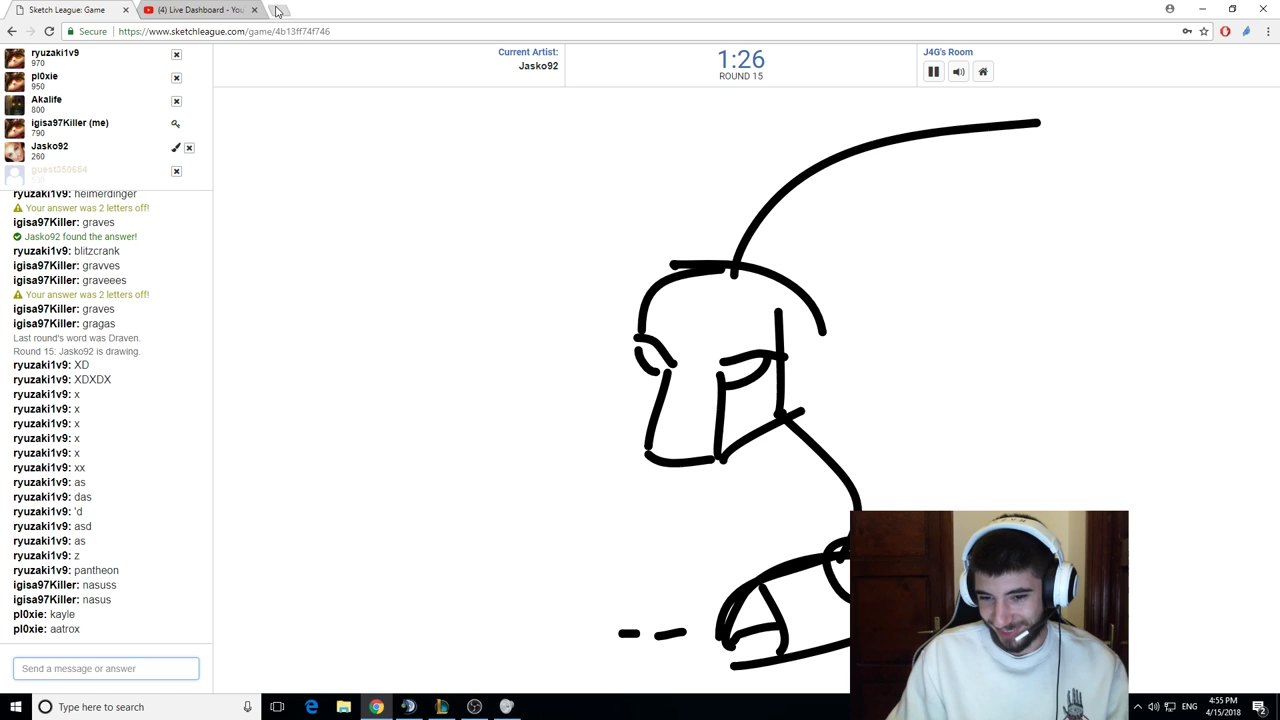 Sketch League: Game
(4) Live Dashboard - You
Secure
https://www.sketchleague.com/game/4b13ff74f746
ryuzaki1v9
970
pl0xie
950
Akalife
800
igisa97Killer (me)
790
Jasko92
260
guest350654
Current Artist:
Jasko92
1:26
ROUND 15
J4G's Room
ryuzaki1v9: heimerdinger
Your answer was 2 letters off!
igisa97Killer: graves
Jasko92 found the answer!
ryuzaki1v9: blitzcrank
igisa97Killer: gravves
igisa97Killer: graveees
Your answer was 2 letters off!
igisa97Killer: graves
igisa97Killer: gragas
Last round's word was Draven.
Round 15: Jasko92 is drawing.
ryuzaki1v9: XD
ryuzaki1v9: XDXDX
ryuzaki1v9: x
ryuzaki1v9: x
ryuzaki1v9: x
ryuzaki1v9: x
ryuzaki1v9: x
ryuzaki1v9: xx
ryuzaki1v9: as
ryuzaki1v9: das
ryuzaki1v9: 'd
ryuzaki1v9: asd
ryuzaki1v9: as
ryuzaki1v9: z
ryuzaki1v9: pantheon
igisa97Killer: nasuss
igisa97Killer: nasus
pl0xie: kayle
pl0xie: aatrox
Send a message or answer
Type here to search
ENG
4:55 PM
4/15/2018
2